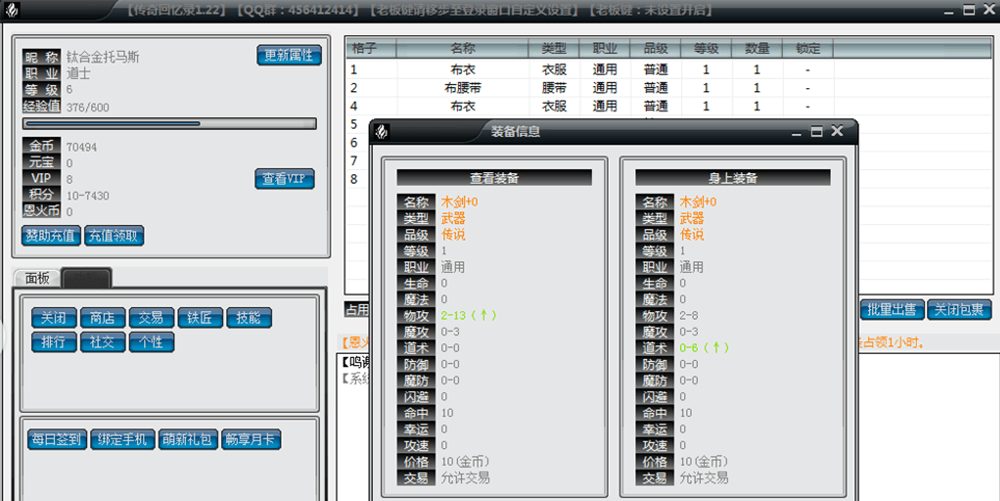 【传奇回忆录1.22】【QQ群：456412414】【老板键请移步至登录窗口自定义设置】【老板键：未设置开启】
昵 称 钛合金托马斯
更新属性
职 业 道士
等 级 6
经验值 376/600
金币 70494
元宝 0
VIP 8
查看VIP
积分 10-7430
恩火币 0
赞助充值 充值领取
面板
关闭 商店 交易 铁匠 技能
排行 社交 个性
每日签到 绑定手机 萌新礼包 畅享月卡
格子 名称 类型 职业 品级 等级 数量 锁定
1 布衣 衣服 通用 普通 1 1 -
2 布腰带 腰带 通用 普通 1 1 -
4 布衣 衣服 通用 普通 1 1 -
5
6
7
8
占用
批量出售 关闭包裹
【恩火
占领1小时。
【鸣谢
【系统
装备信息
查看装备
名称 木剑+0
类型 武器
品级 传说
等级 1
职业 通用
生命 0
魔法 0
物攻 2-13（↑）
魔攻 0-3
道术 0-0
防御 0-0
魔防 0-0
闪避 0
命中 10
幸运 0
攻速 0
价格 10(金币)
交易 允许交易
身上装备
名称 木剑+0
类型 武器
品级 传说
等级 1
职业 通用
生命 0
魔法 0
物攻 2-8
魔攻 0-3
道术 0-6（↑）
防御 0-0
魔防 0-0
闪避 0
命中 10
幸运 0
攻速 0
价格 10(金币)
交易 允许交易